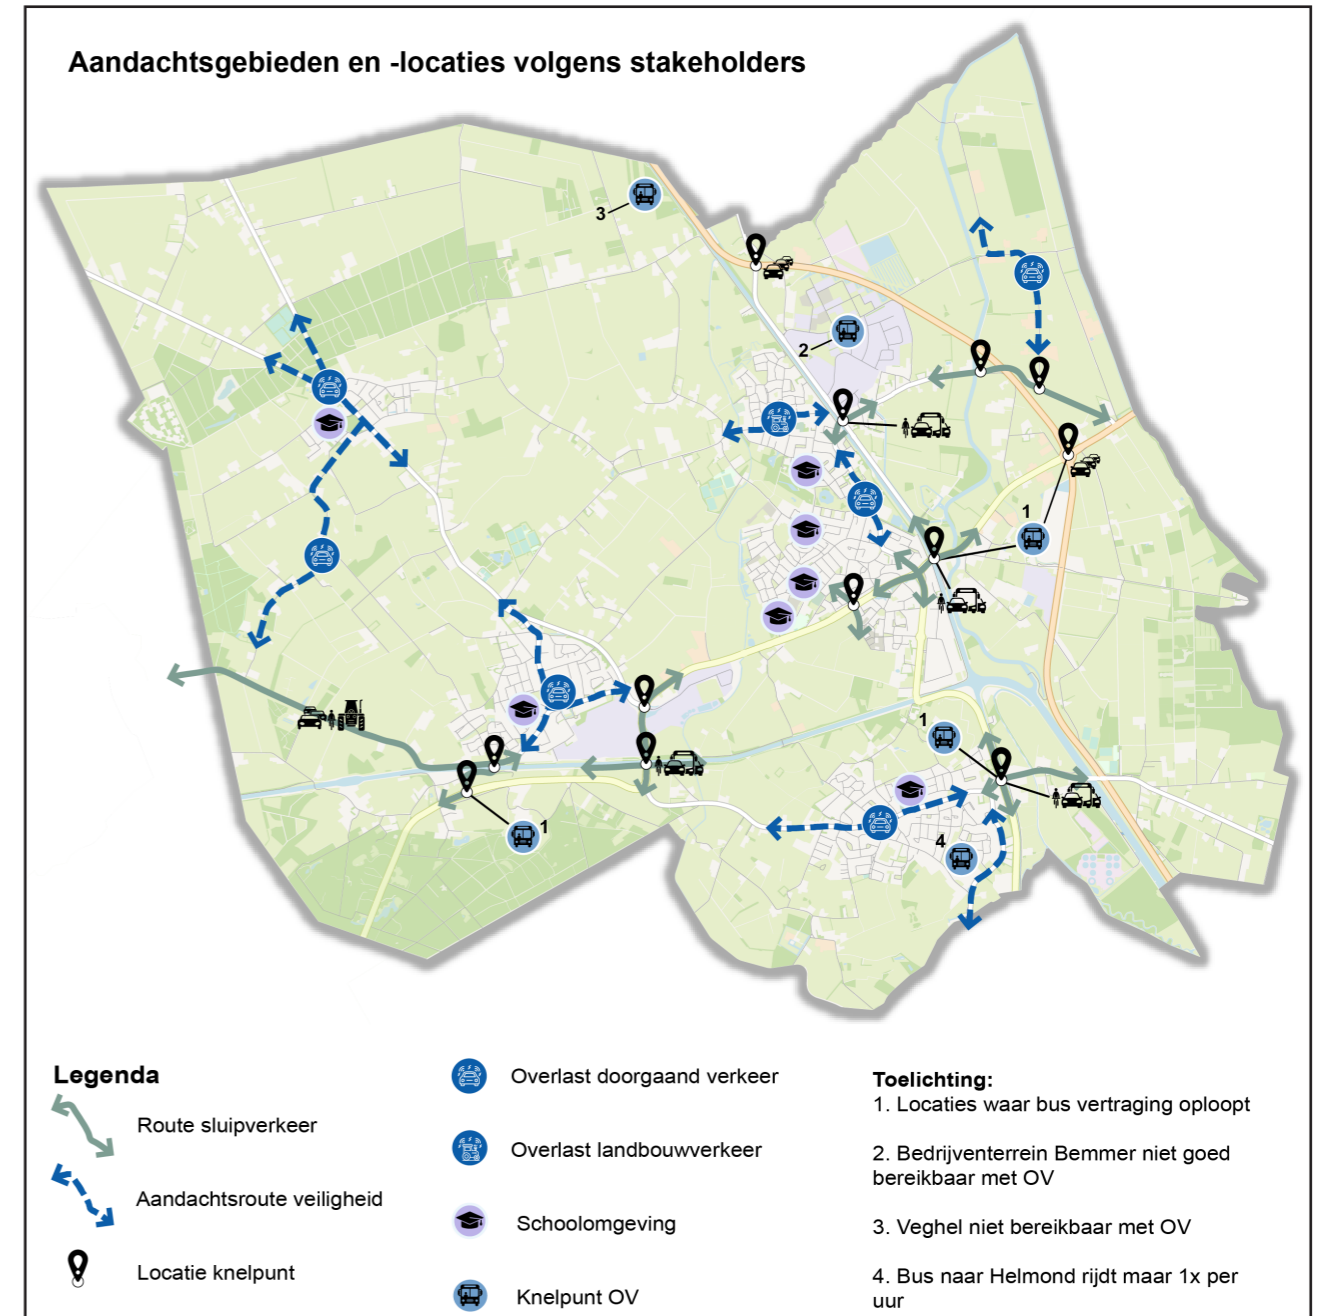 Aandachtsgebieden en -locaties volgens stakeholders
3
2
1
1
1
4
Legenda
Route sluipverkeer
Aandachtsroute veiligheid
Locatie knelpunt
Overlast doorgaand verkeer
Overlast landbouwverkeer
Schoolomgeving
Knelpunt OV
Toelichting:
1. Locaties waar bus vertraging oploopt
2. Bedrijventerrein Bemmer niet goed
bereikbaar met OV
3. Veghel niet bereikbaar met OV
4. Bus naar Helmond rijdt maar 1x per
uur